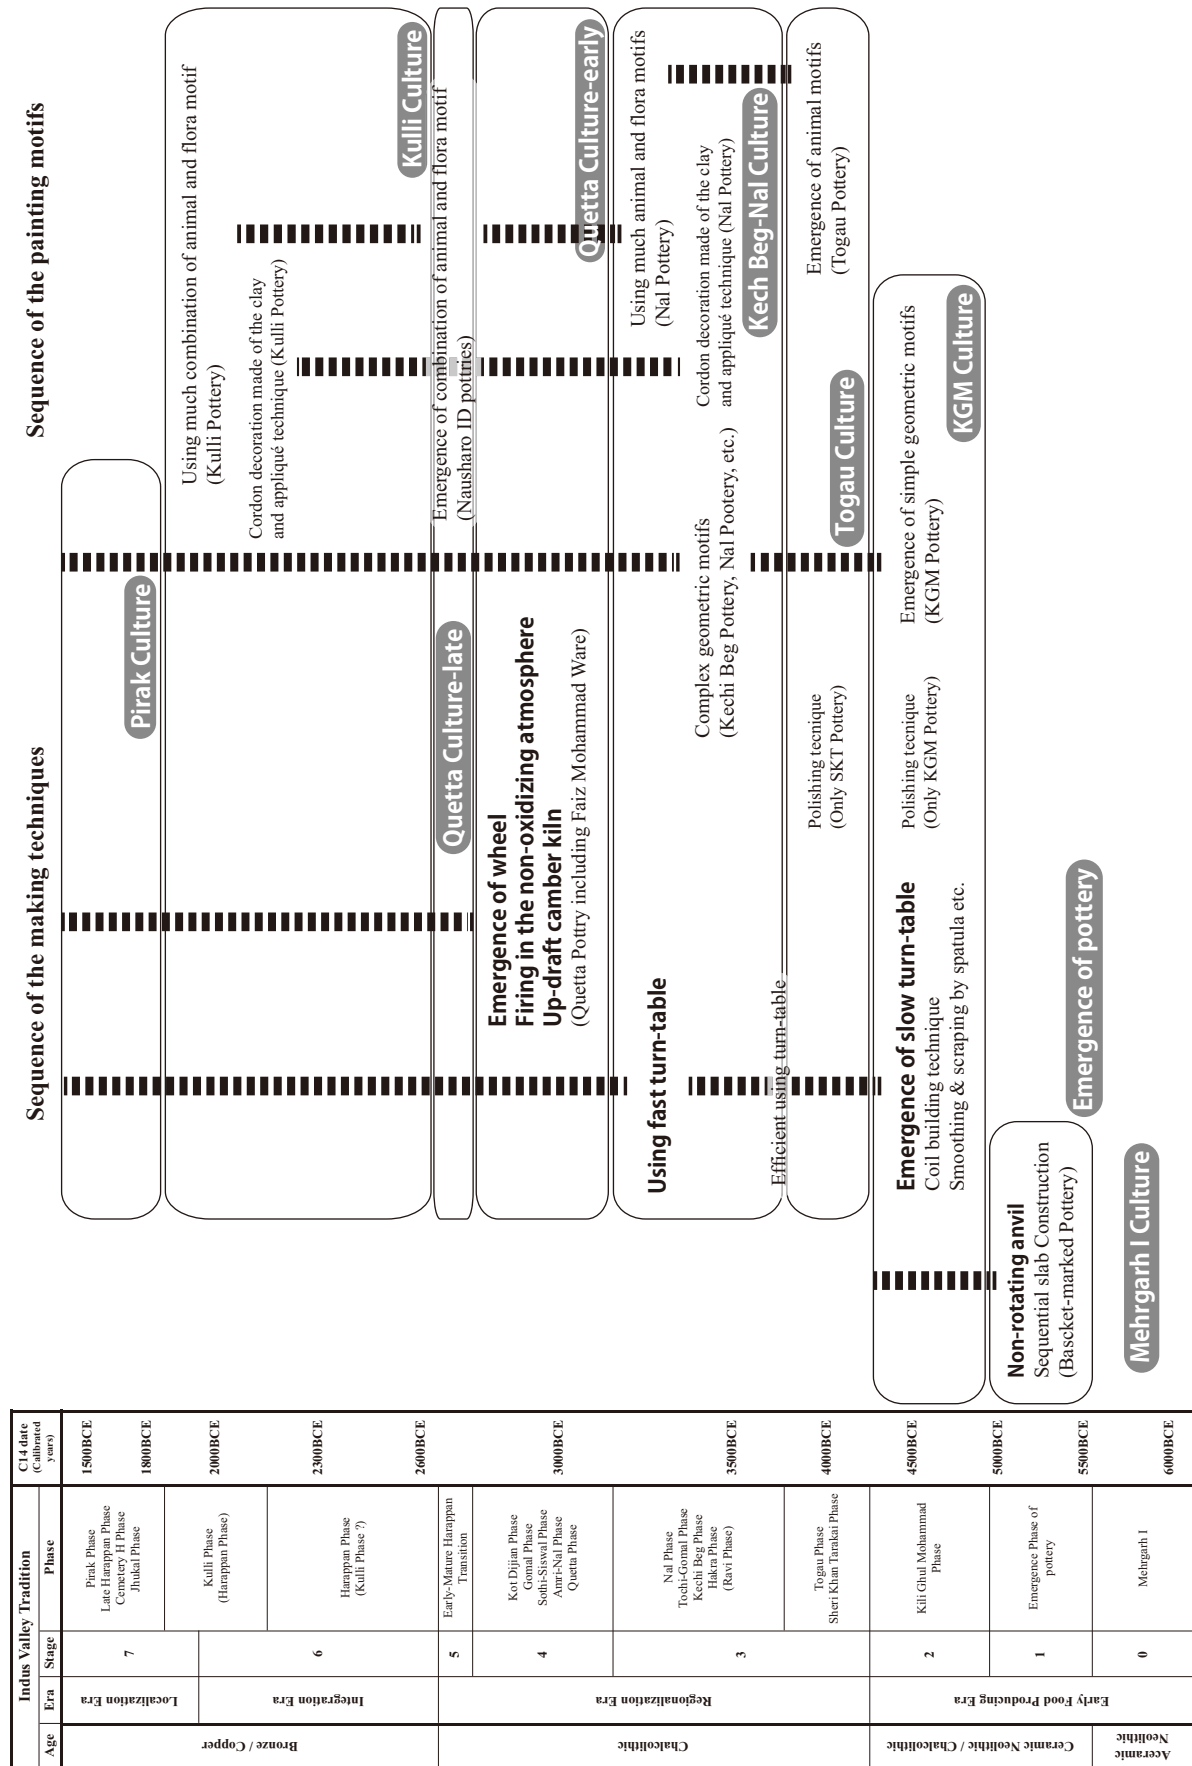 Indus Valley Tradition
C14 date
(Calibrated
years)
Age
Era
Stage
Phase
Bronze / Copper
Chalcolithic
Ceramic Neolithic / Chalcolithic
Aceramic
Neolithic
Localization Era
Integration Era
Regionalization Era
Early Food Producing Era
7
6
5
4
3
2
1
0
Pirak Phase
Late Harappan Phase
Cemetery H Phase
Jhukal Phase
Kulli Phase
(Harappan Phase)
Harappan Phase
(Kulli Phase ?)
Early-Mature Harappan
Transition
Kot Dijian Phase
Gomal Phase
Sothi-Siswal Phase
Amri-Nal Phase
Quetta Phase
Nal Phase
Tochi-Gomal Phase
Kechi Beg Phase
Hakra Phase
(Ravi Phase)
Togau Phase
Sheri Khan Tarakai Phase
Kili Ghul Mohammad
Phase
Emergence Phase of
pottery
Mehrgarh I
1500BCE
1800BCE
2000BCE
2300BCE
2600BCE
30000BCE
3500BCE
4000BCE
4500BCE
5000BCE
5500BCE
6000BCE
Sequence of the making techniques
Sequence of the painting motifs
Pirak Culture
Using much combination of animal and flora motif
(Kulli Pottery)
Cordon decoration made of the clay
and appliqué technique (Kulli Pottery)
Kulli Culture
Quetta Culture-late
Emergence of combination of animal and flora motif
(Nausharo ID pottries)
Emergence of wheel
Firing in the non-oxidizing atmosphere
Up-draft camber kiln
(Quetta Pottry including Faiz Mohammad Ware)
Quetta Culture-early
Using fast turn-table
Using much animal and flora motifs
(Nal Pottery)
Complex geometric motifs
(Kechi Beg Pottery, Nal Pootery, etc.)
Cordon decoration made of the clay
and appliqué technique (Nal Pottery)
Kech Beg-Nal Culture
Efficient using turn-table
Polishing tecnique
(Only SKT Pottery)
Emergence of animal motifs
(Togau Pottery)
Togau Culture
Emergence of slow turn-table
Coil building technique
Smoothing & scraping by spatula etc.
Polishing tecnique
(Only KGM Pottery)
Emergence of simple geometric motifs
(KGM Pottery)
KGM Culture
Non-rotating anvil
Sequential slab Construction
(Bascket-marked Pottery)
Emergence of pottery
Mehrgarh I Culture